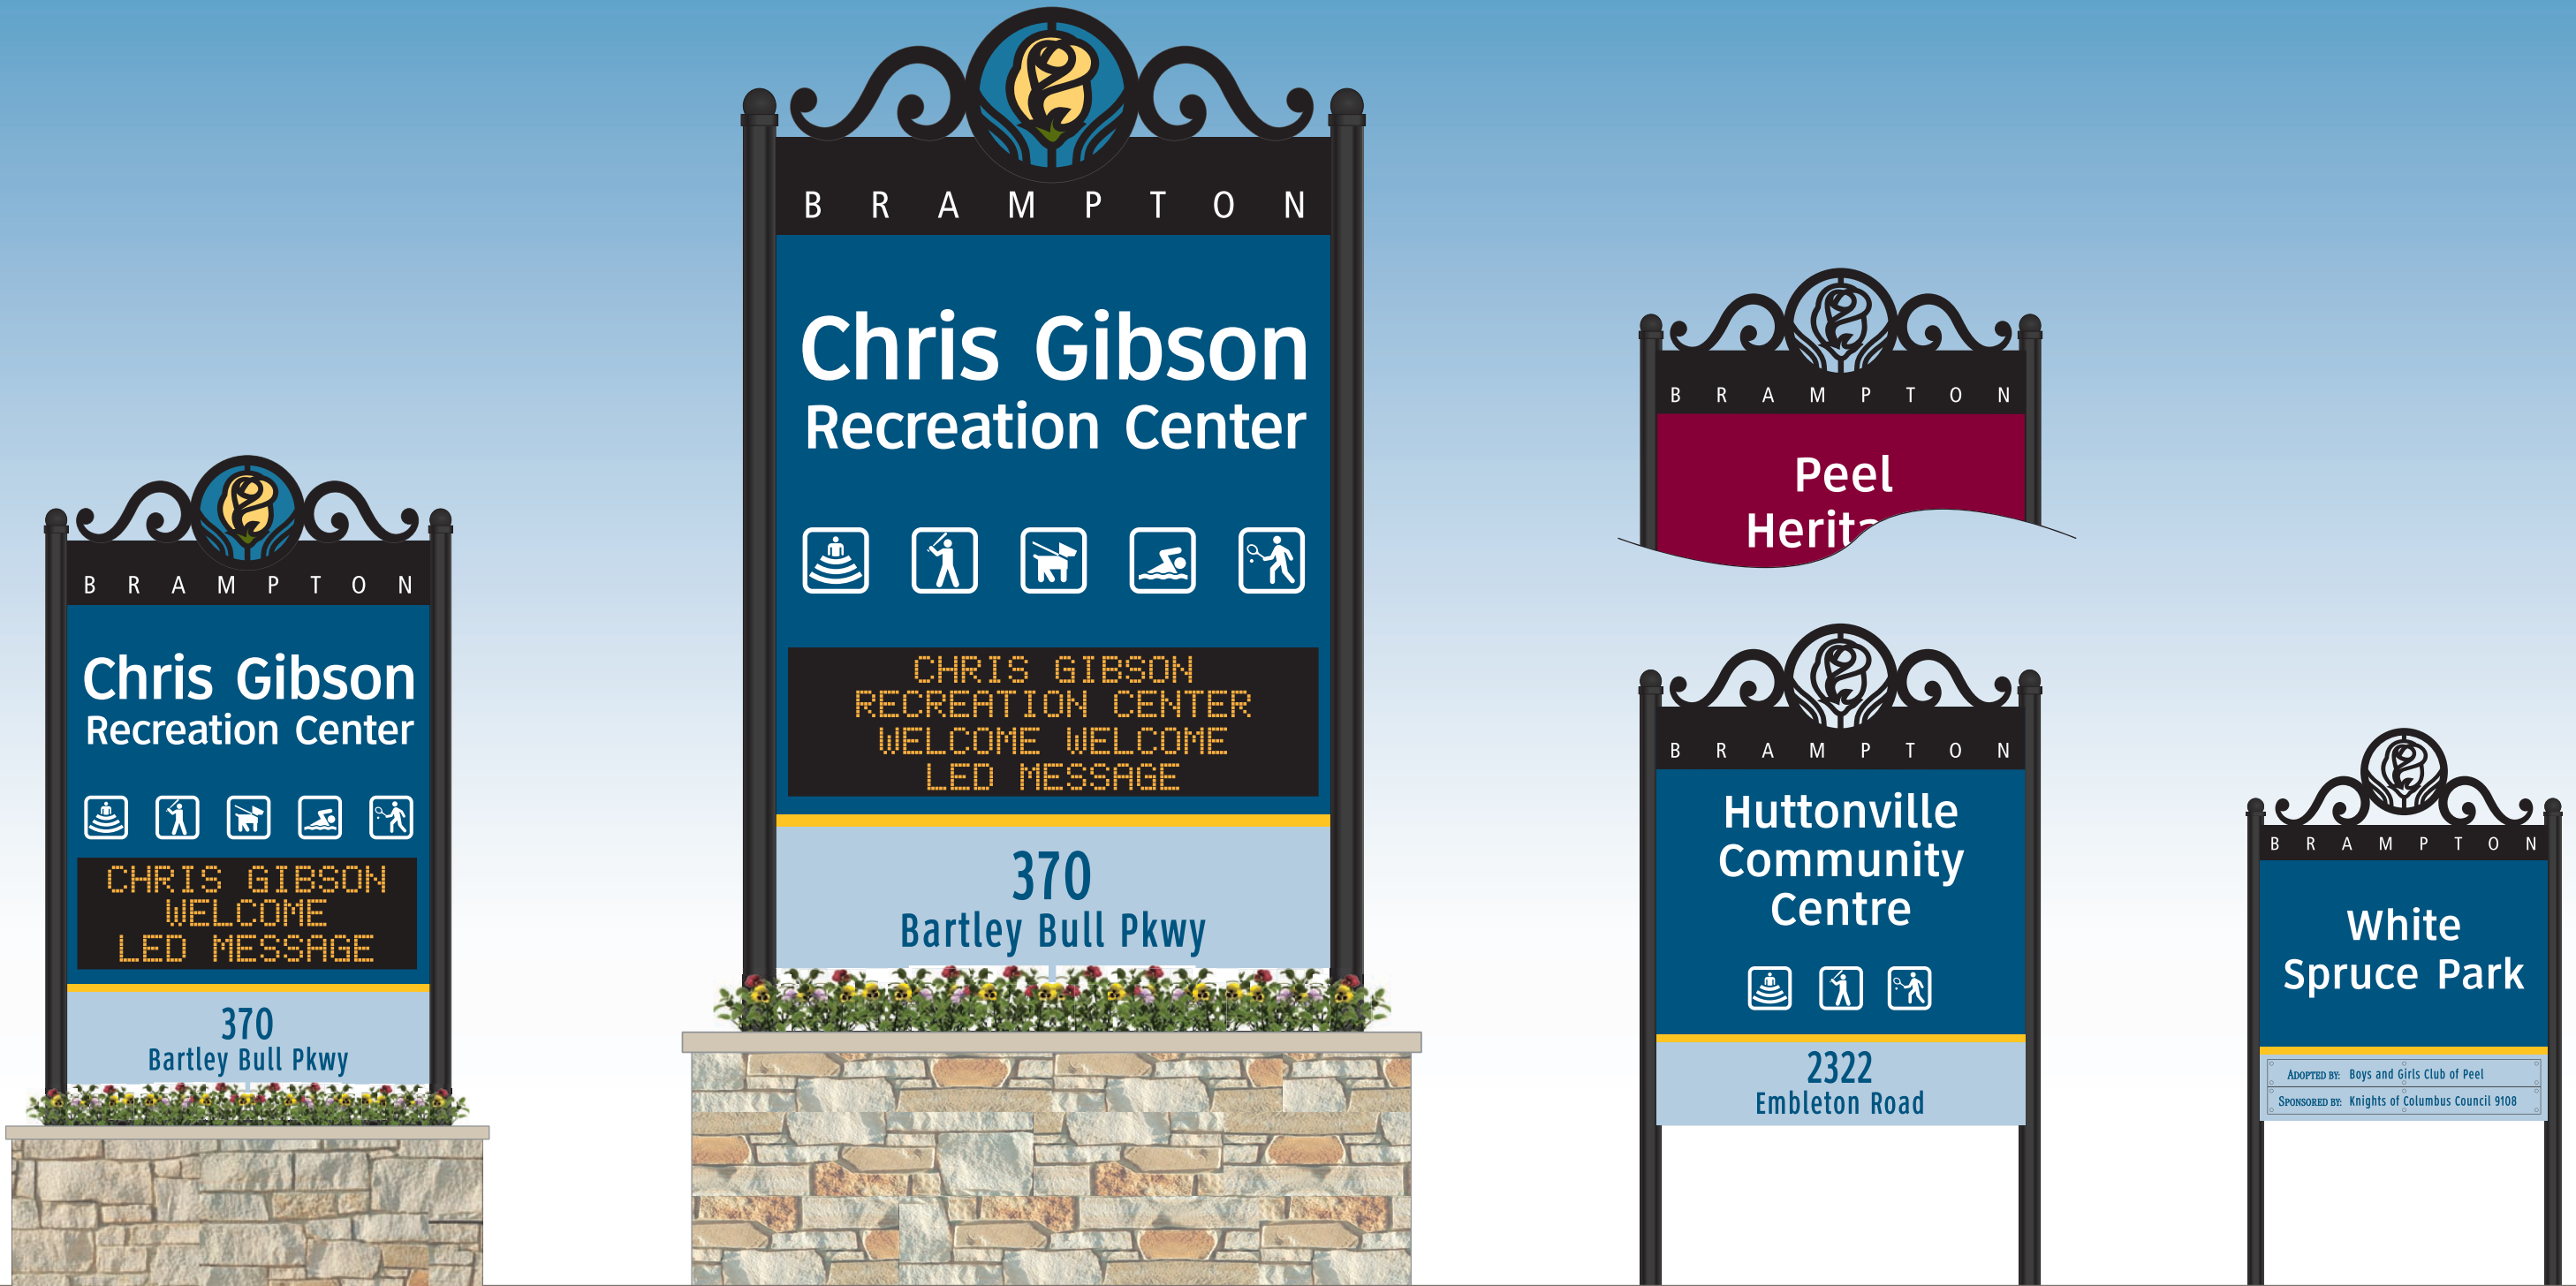 BRAMPTON
Chris Gibson
Recreation Center
CHRIS GIBSON
WELCOME
LED MESSAGE
370
Bartley Bull Pkwy
BRAMPTON
Chris Gibson
Recreation Center
CHRIS GIBSON
RECREATION CENTER
WELCOME WELCOME
LED MESSAGE
370
Bartley Bull Pkwy
BRAMPTON
Peel
BRAMPTON
Huttonville
Community
Centre
2322
Embleton Road
BRAMPTON
White
Spruce Park
ADOPTED BY: Boys and Girls Club of Peel
SPONSORED BY: Knights of Columbus Council 9108